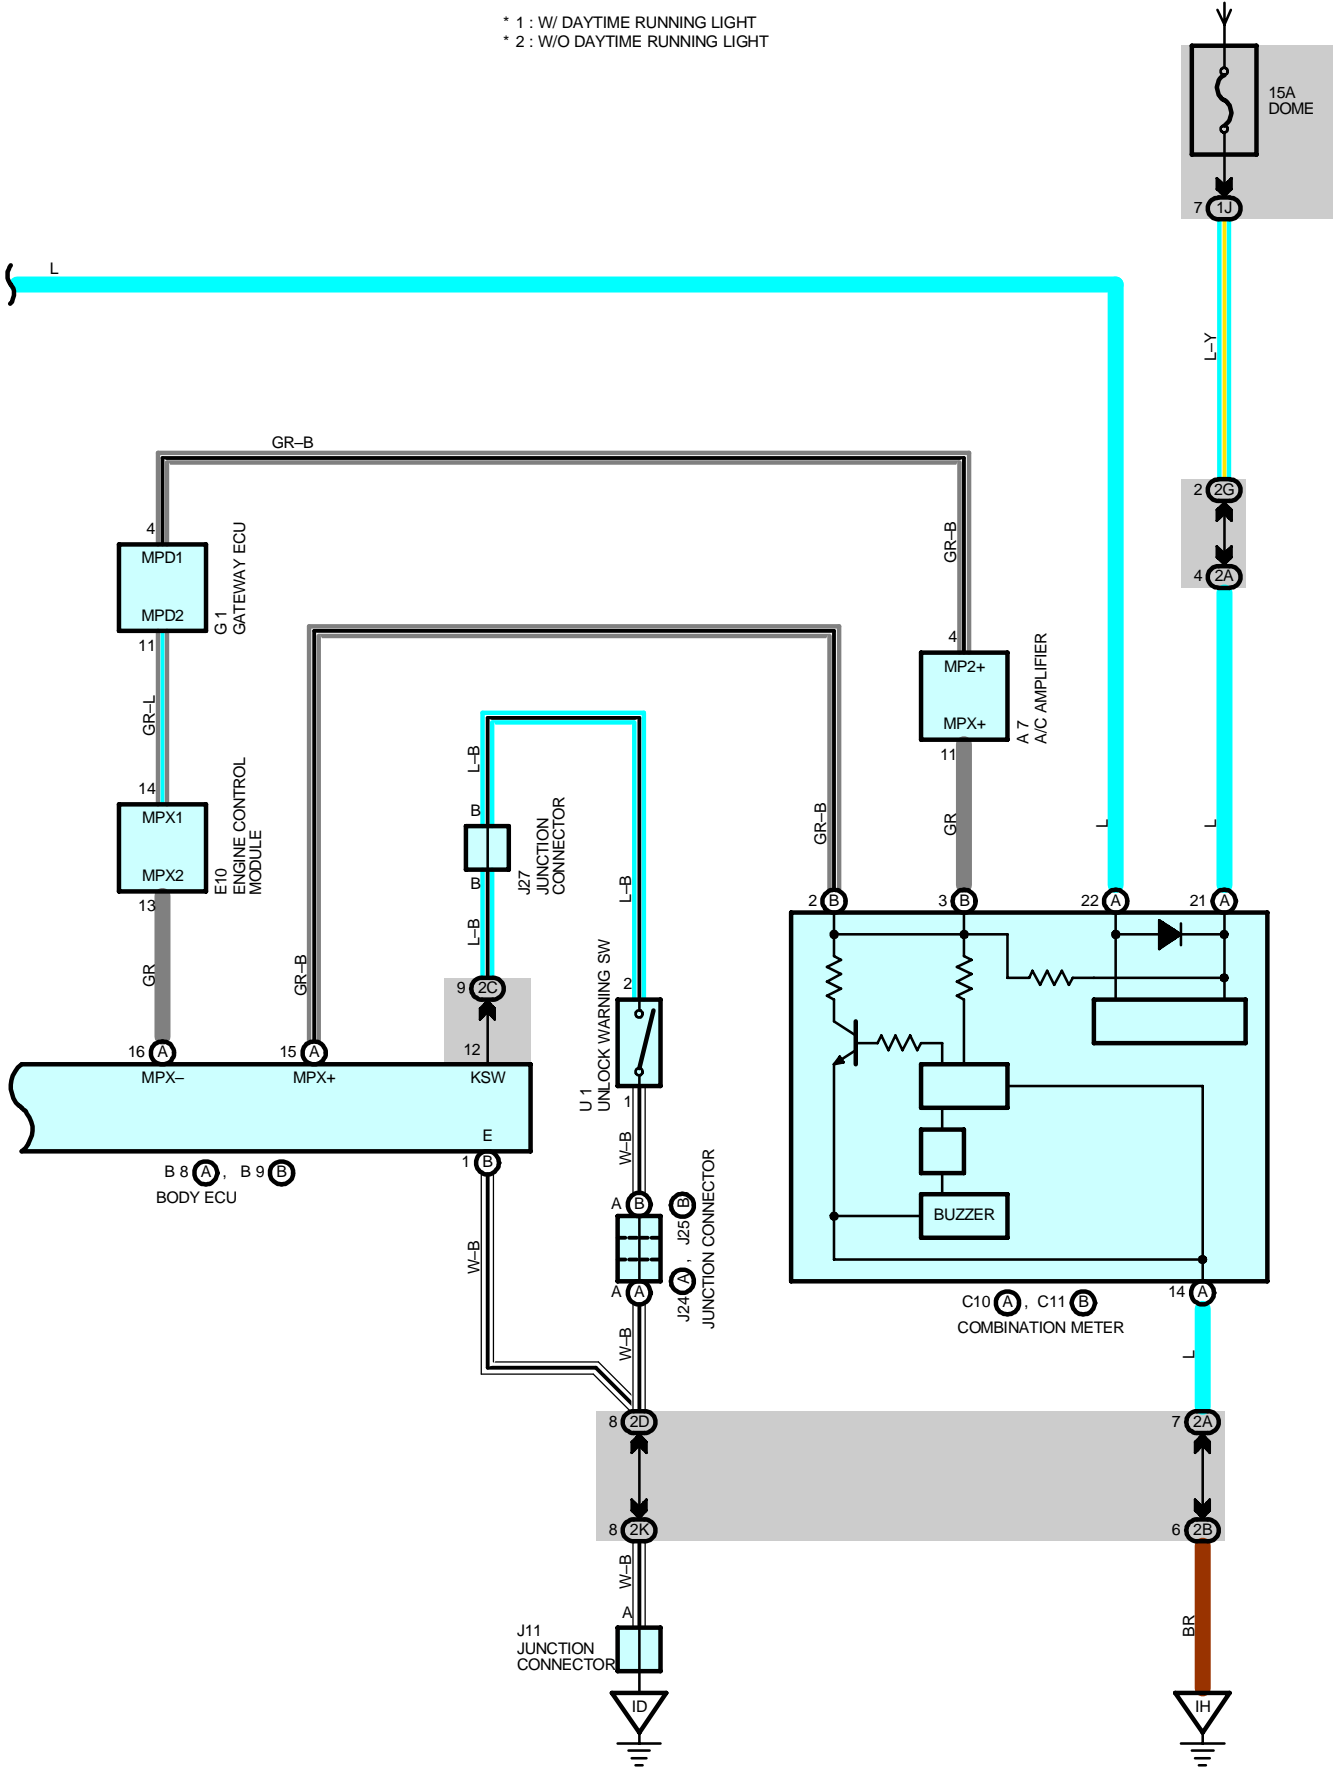 * 1 : W/ DAYTIME RUNNING LIGHT
* 2 : W/O DAYTIME RUNNING LIGHT
15A
DOME
7 1J
L
L–Y
GR–B
2 2G
4
MPD1
MPD2
11
G 1
GATEWAY ECU
GR–B
4 2A
4
MP2+
MPX+
11
A 7
A/C AMPLIFIER
GR–L
L–B
14
MPX1
MPX2
13
E10
ENGINE CONTROL
MODULE
B
B
J27
JUNCTION
CONNECTOR
GR–B
GR
L
L
L–B
L–B
2 B
3 B
22 A
21 A
GR
GR–B
9 2C
2
1
U 1
UNLOCK WARNING SW
16 A
15 A
12
MPX–
MPX+
KSW
E
1 B
B 8 A , B 9 B
BODY ECU
W–B
A B
A A
J24 A , J25 B
JUNCTION CONNECTOR
BUZZER
W–B
W–B
14 A
C10 A , C11 B
COMBINATION METER
L
8 2D
7 2A
8 2K
6 2B
W–B
A
J11
JUNCTION
CONNECTOR
BR
ID
IH